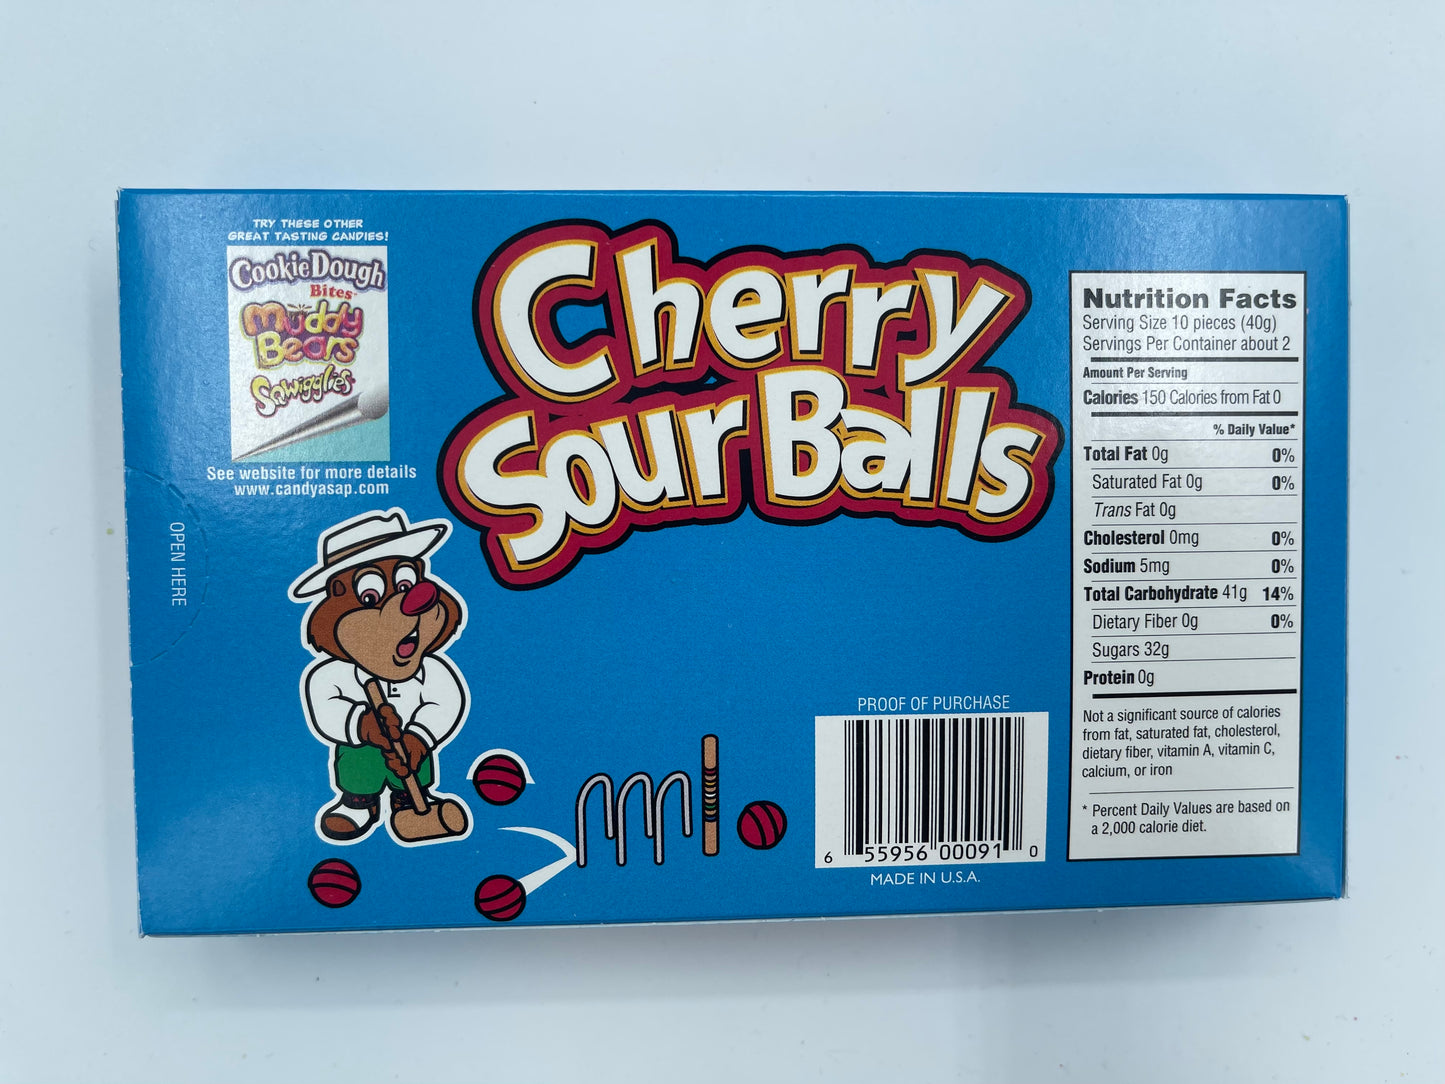 TRY THESE OTHER
GREAT TASTING CANDIES!
CookieDough
Bites™
Muddy
Bears
Sqwigglies
See website for more details
www.candyasap.com
OPEN HERE
Cherry
Sour Balls
PROOF OF PURCHASE
6 55956 00091 0
MADE IN U.S.A.
Nutrition Facts
Serving Size 10 pieces (40g)
Servings Per Container about 2
Amount Per Serving
Calories 150 Calories from Fat 0
% Daily Value*
Total Fat 0g 0%
Saturated Fat 0g 0%
Trans Fat 0g
Cholesterol 0mg 0%
Sodium 5mg 0%
Total Carbohydrate 41g 14%
Dietary Fiber 0g 0%
Sugars 32g
Protein 0g
Not a significant source of calories
from fat, saturated fat, cholesterol,
dietary fiber, vitamin A, vitamin C,
calcium, or iron
* Percent Daily Values are based on
a 2,000 calorie diet.